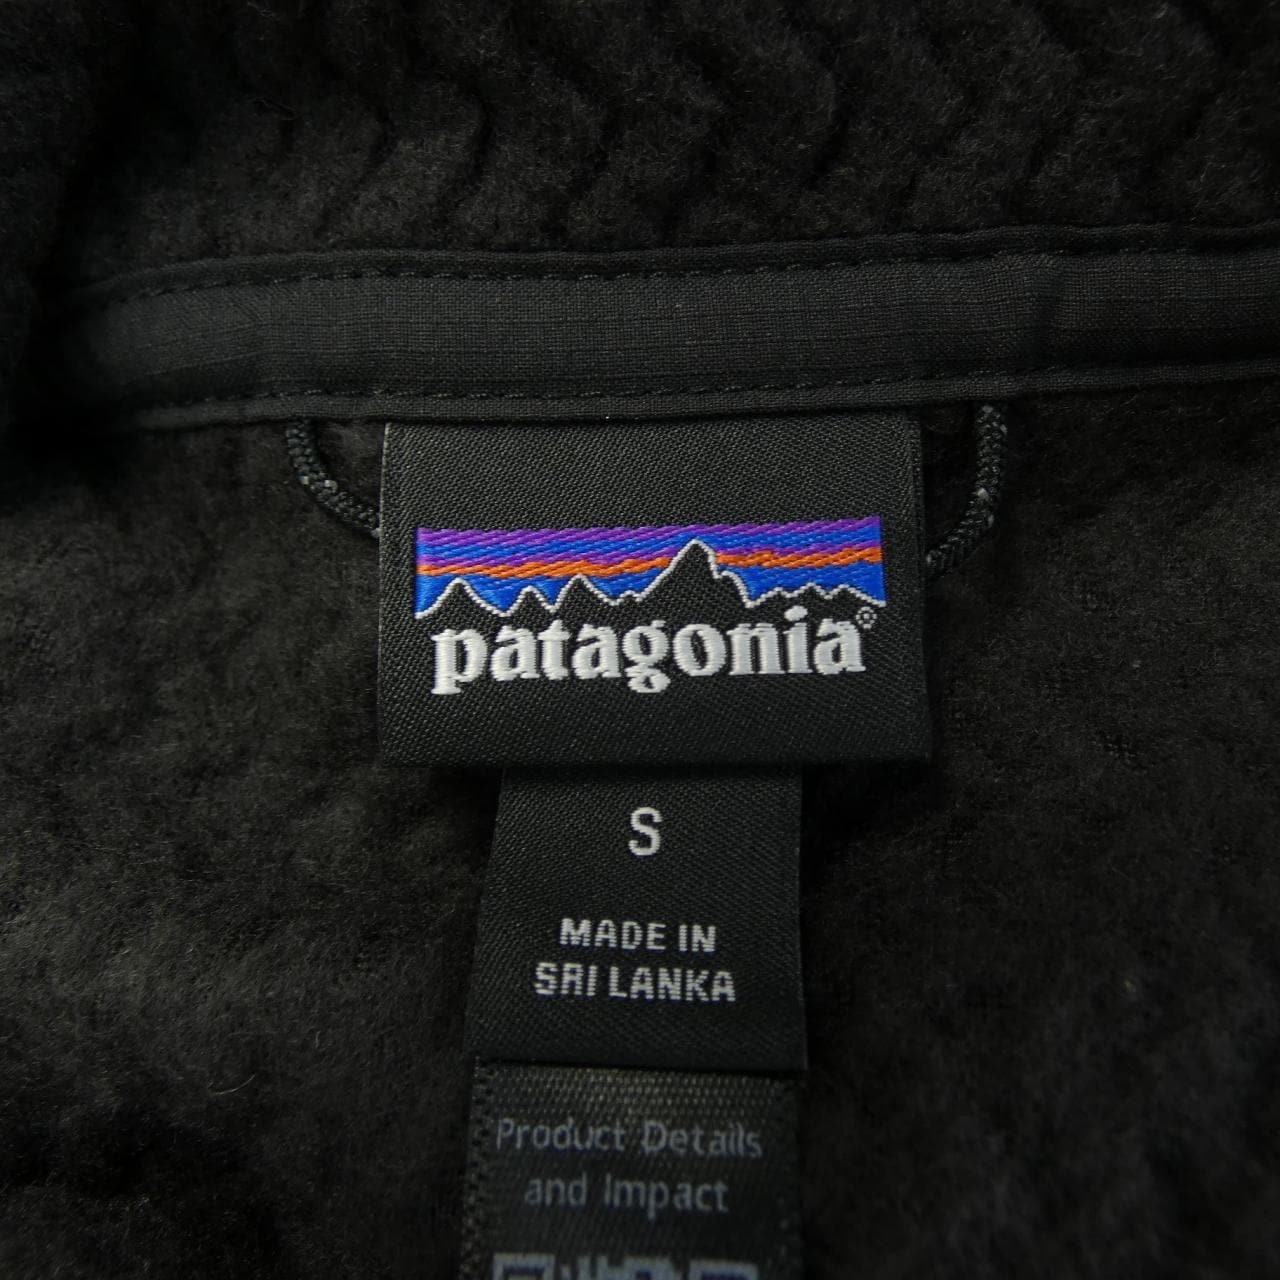 patagonia®
S
MADE IN
SRI LANKA
Product Details
and Impact